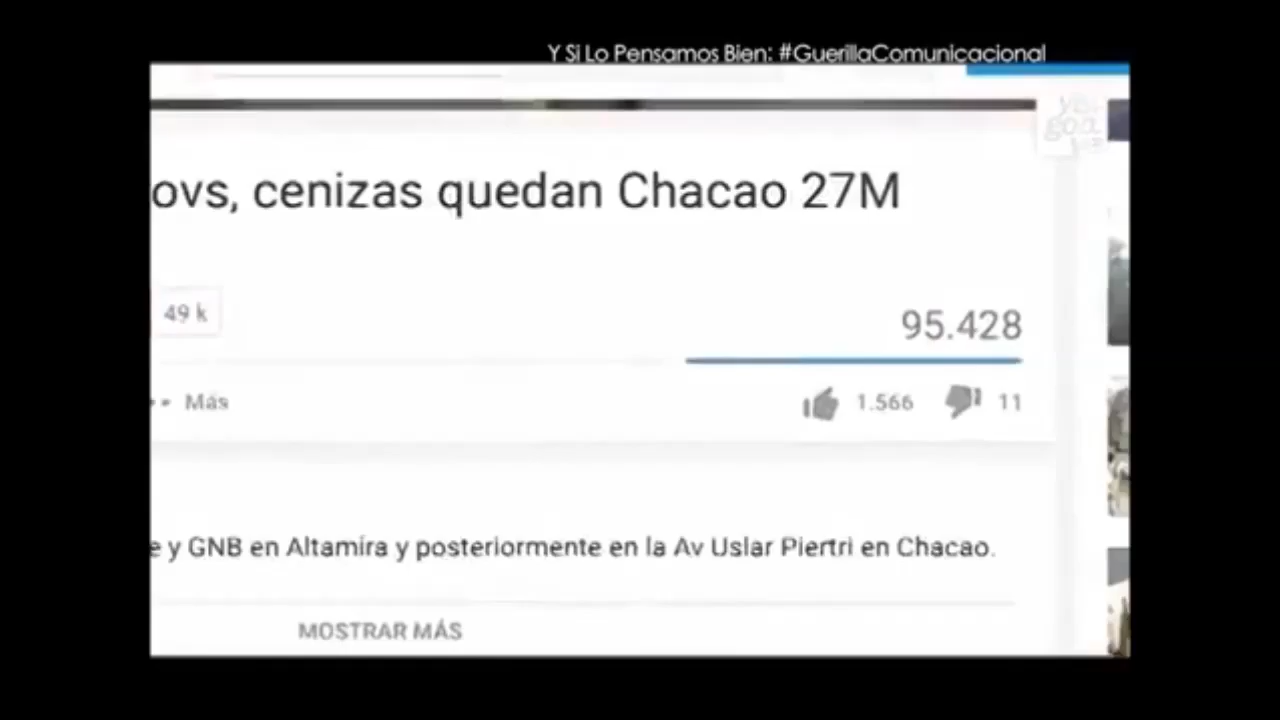 Y Si Lo Pensamos Bien: #GuerillaComunicacional
ovs, cenizas quedan Chacao 27M
49 k
95.428
Más
1.566
11
e y GNB en Altamira y posteriormente en la Av Uslar Piertri en Chacao.
MOSTRAR MÁS